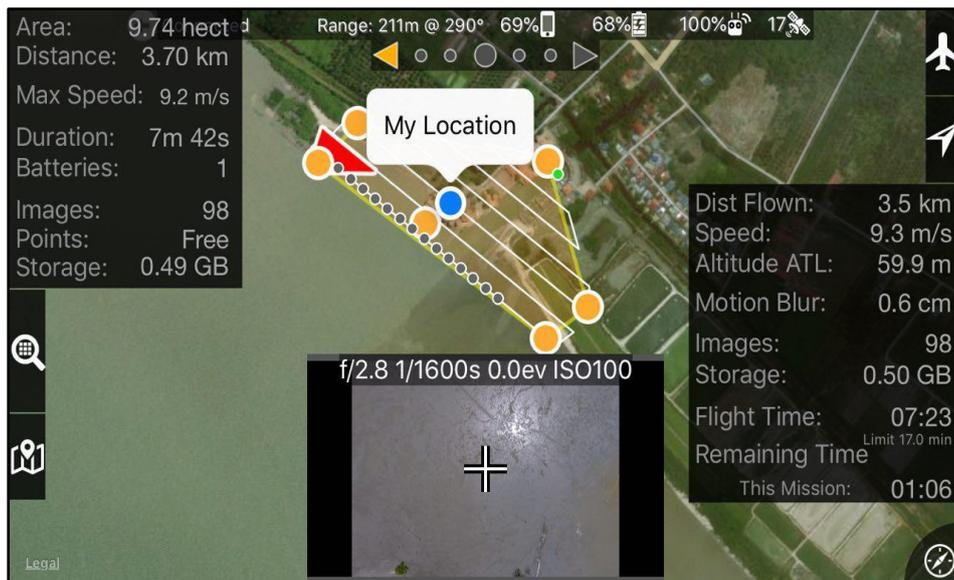 Area: 9.74 hect
Distance: 3.70 km
Max Speed: 9.2 m/s
Duration: 7m 42s
Batteries: 1
Images: 98
Points: Free
Storage: 0.49 GB
Range: 211m @ 290° 69% 68% 100% 17
My Location
Dist Flown: 3.5 km
Speed: 9.3 m/s
Altitude ATL: 59.9 m
Motion Blur: 0.6 cm
Images: 98
Storage: 0.50 GB
Flight Time: 07:23
Limit 17.0 min
Remaining Time
This Mission: 01:06
f/2.8 1/1600s 0.0ev ISO100
Legal